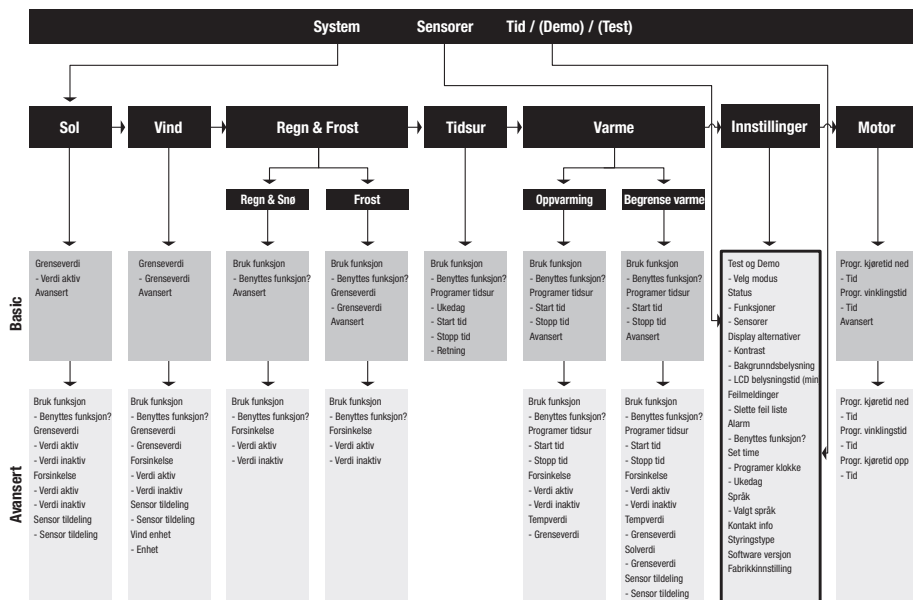 System Sensorer Tid / (Demo) / (Test)
Sol Vind Regn & Frost Tidsur Varme Innstillinger Motor
Regn & Snø Frost Oppvarming Begrense varme
Basic
Grenseverdi
- Verdi aktiv
Avansert
Grenseverdi
- Grenseverdi
Avansert
Bruk funksjon
- Benyttes funksjon?
Avansert
Bruk funksjon
- Benyttes funksjon?
Grenseverdi
- Grenseverdi
Avansert
Bruk funksjon
- Benyttes funksjon?
Programer tidsur
- Ukedag
- Start tid
- Stopp tid
- Retning
Bruk funksjon
- Benyttes funksjon?
Programer tidsur
- Start tid
- Stopp tid
Avansert
Bruk funksjon
- Benyttes funksjon?
Programer tidsur
- Start tid
- Stopp tid
Avansert
Test og Demo
- Velg modus
Status
- Funksjoner
- Sensorer
Display alternativer
- Kontrast
- Bakgrunndsbelysning
- LCD belysningstid (min
Feilmeldinger
- Slette feil liste
Alarm
- Benyttes funksjon?
Set time
- Programer klokke
- Ukedag
Språk
- Valgt språk
Kontakt info
Styringstype
Software versjon
Fabrikkinnstilling
Progr. kjøretid ned
- Tid
Progr. vinklingstid
- Tid
Avansert
Avansert
Bruk funksjon
- Benyttes funksjon?
Grenseverdi
- Verdi aktiv
- Verdi inaktiv
Forsinkelse
- Verdi aktiv
- Verdi inaktiv
Sensor tildeling
- Sensor tildeling
Bruk funksjon
- Benyttes funksjon?
Grenseverdi
- Grenseverdi
Forsinkelse
- Verdi aktiv
- Verdi inaktiv
Sensor tildeling
- Sensor tildeling
Vind enhet
- Enhet
Bruk funksjon
- Benyttes funksjon?
Forsinkelse
- Verdi aktiv
- Verdi inaktiv
Bruk funksjon
- Benyttes funksjon?
Forsinkelse
- Verdi aktiv
- Verdi inaktiv
Bruk funksjon
- Benyttes funksjon?
Programer tidsur
- Start tid
- Stopp tid
Forsinkelse
- Verdi aktiv
- Verdi inaktiv
Tempverdi
- Grenseverdi
Bruk funksjon
- Benyttes funksjon?
Programer tidsur
- Start tid
- Stopp tid
Forsinkelse
- Verdi aktiv
- Verdi inaktiv
Tempverdi
- Grenseverdi
Solverdi
- Grenseverdi
Sensor tildeling
- Sensor tildeling
Progr. kjøretid ned
- Tid
Progr. vinklingstid
- Tid
Progr. kjøretid opp
- Tid